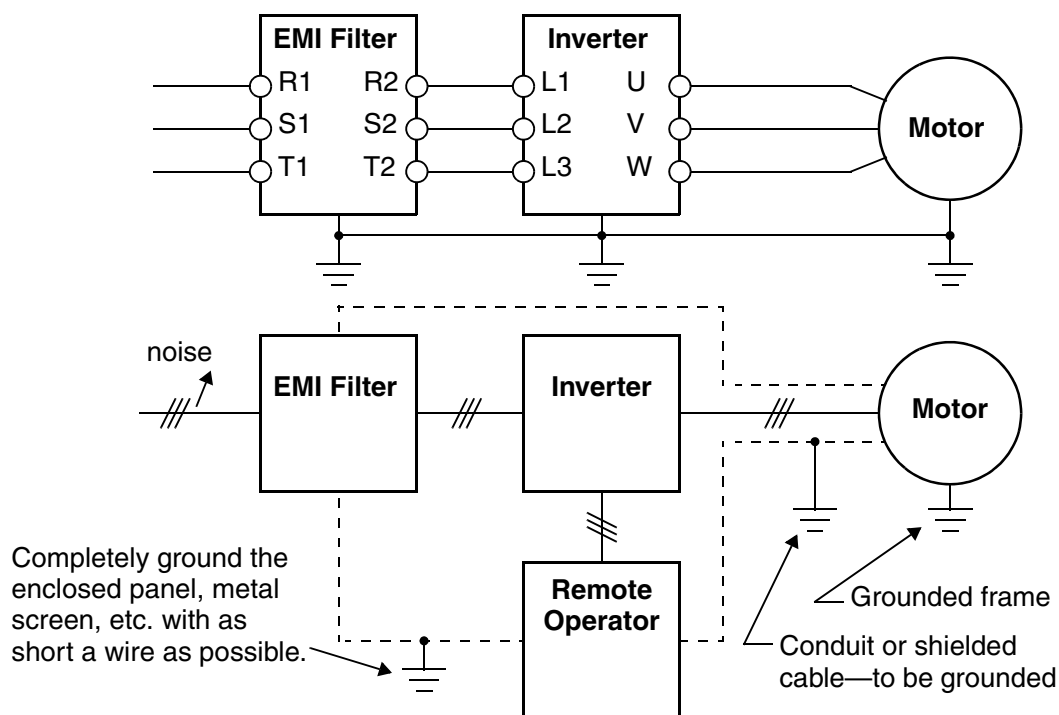 EMI Filter
Inverter
R1 R2 L1 U
S1 S2 L2 V
T1 T2 L3 W
Motor
noise
EMI Filter
Inverter
Motor
Completely ground the
enclosed panel, metal
screen, etc. with as
short a wire as possible.
Remote
Operator
Grounded frame
Conduit or shielded
cable—to be grounded